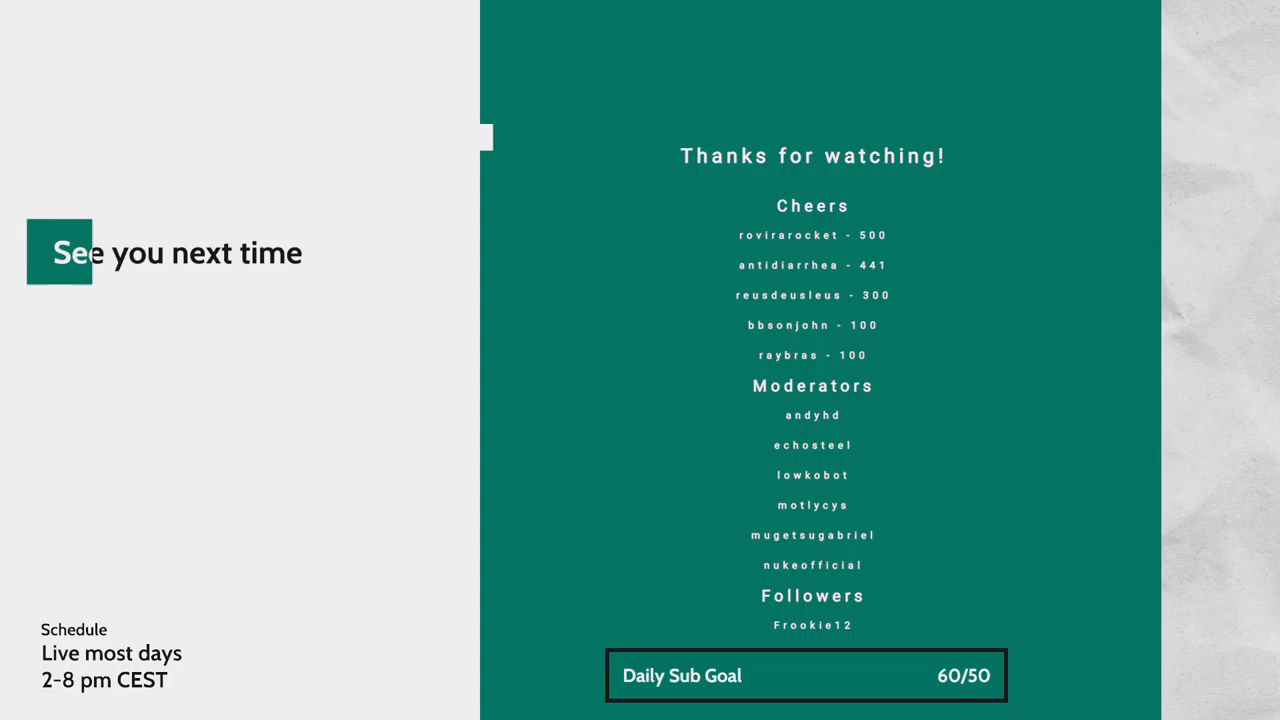 See you next time
Schedule
Live most days
2-8 pm CEST
Thanks for watching!
Cheers
rovirarocket - 500
antidiarrhea - 441
reusdeusleus - 300
bbsonjohn - 100
raybras - 100
Moderators
andyhd
echosteel
lowkobot
motlycys
mugetsugabriel
nukeofficial
Followers
Frookie12
Daily Sub Goal 60/50